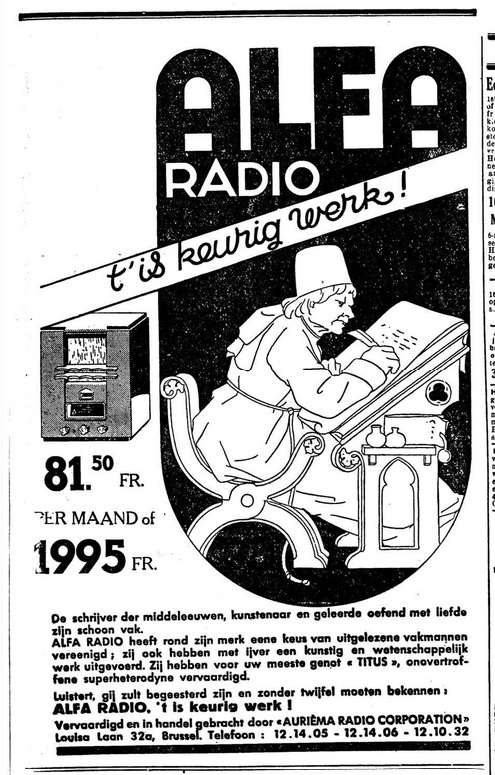 ALFA
RADIO
t'is keurig werk!
81.50 FR.
PER MAAND of
1995 FR.
De schrijver der middeleeuwen, kunstenaar en geleerde oefend met liefde
zijn schoon vak.
ALFA RADIO heeft rond zijn merk eene keus van uitgelezene vakmannen
vereenigd ; zij ook hebben met ijver een kunstig en wetenschappelijk
werk uitgevoerd. Zij hebben voor uw meeste genot « TITUS », onovertrof-
fene superheterodyne vervaardigd.
Luistert, gij zult begeesterd zijn en zonder twijfel moeten bekennen :
ALFA RADIO, 't is keurig werk !
Vervaardigd en in handel gebracht door «AURIĒMA RADIO CORPORATION»
Louisa Laan 32a, Brussel. Telefoon : 12.14.05 - 12.14.06 - 12.10.32